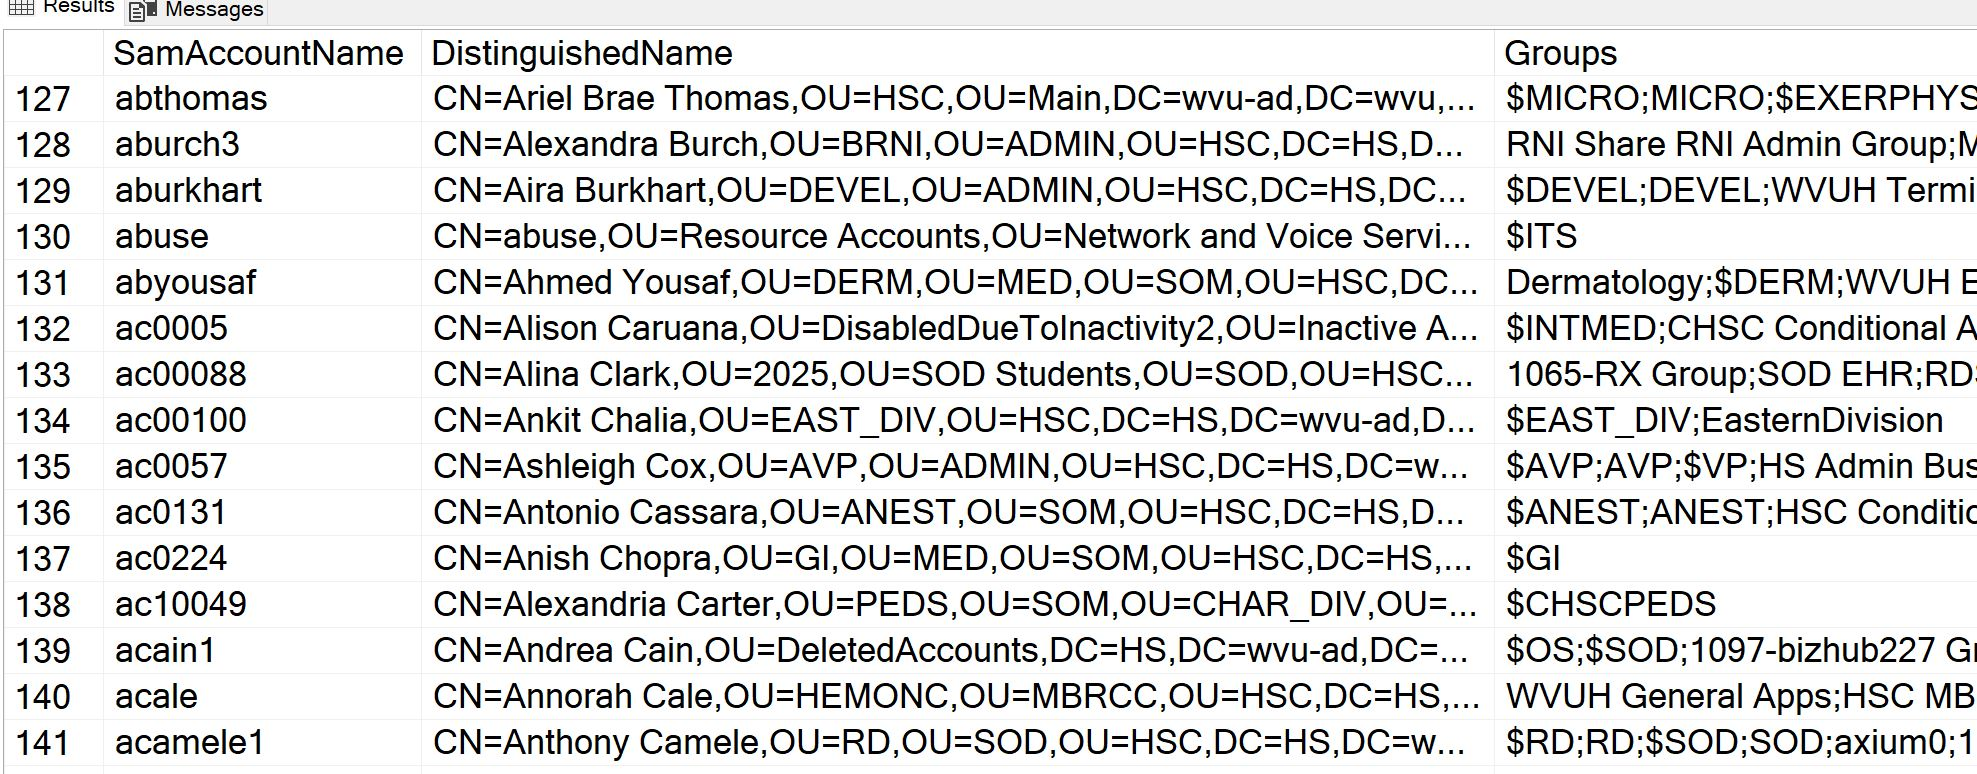 Results Messages
SamAccountName DistinguishedName Groups
127 abthomas CN=Ariel Brae Thomas,OU=HSC,OU=Main,DC=wvu-ad,DC=wvu,... $MICRO;MICRO;$EXERPHYS
128 aburch3 CN=Alexandra Burch,OU=BRNI,OU=ADMIN,OU=HSC,DC=HS,D... RNI Share RNI Admin Group;M
129 aburkhart CN=Aira Burkhart,OU=DEVEL,OU=ADMIN,OU=HSC,DC=HS,DC... $DEVEL;DEVEL;WVUH Termi
130 abuse CN=abuse,OU=Resource Accounts,OU=Network and Voice Servi... $ITS
131 abyousaf CN=Ahmed Yousaf,OU=DERM,OU=MED,OU=SOM,OU=HSC,DC... Dermatology;$DERM;WVUH E
132 ac0005 CN=Alison Caruana,OU=DisabledDueToInactivity2,OU=Inactive A... $INTMED;CHSC Conditional A
133 ac00088 CN=Alina Clark,OU=2025,OU=SOD Students,OU=SOD,OU=HSC... 1065-RX Group;SOD EHR;RDS
134 ac00100 CN=Ankit Chalia,OU=EAST_DIV,OU=HSC,DC=HS,DC=wvu-ad,D... $EAST_DIV;EasternDivision
135 ac0057 CN=Ashleigh Cox,OU=AVP,OU=ADMIN,OU=HSC,DC=HS,DC=w... $AVP;AVP;$VP;HS Admin Bus
136 ac0131 CN=Antonio Cassara,OU=ANEST,OU=SOM,OU=HSC,DC=HS,D... $ANEST;ANEST;HSC Conditio
137 ac0224 CN=Anish Chopra,OU=GI,OU=MED,OU=SOM,OU=HSC,DC=HS,... $GI
138 ac10049 CN=Alexandria Carter,OU=PEDS,OU=SOM,OU=CHAR_DIV,OU=... $CHSCPEDS
139 acain1 CN=Andrea Cain,OU=DeletedAccounts,DC=HS,DC=wvu-ad,DC=... $OS;$SOD;1097-bizhub227 Gr
140 acale CN=Annorah Cale,OU=HEMONC,OU=MBRCC,OU=HSC,DC=HS,... WVUH General Apps;HSC MB
141 acamele1 CN=Anthony Camele,OU=RD,OU=SOD,OU=HSC,DC=HS,DC=w... $RD;RD;$SOD;SOD;axium0;1